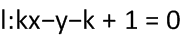 l:kx−y−k + 1 = 0